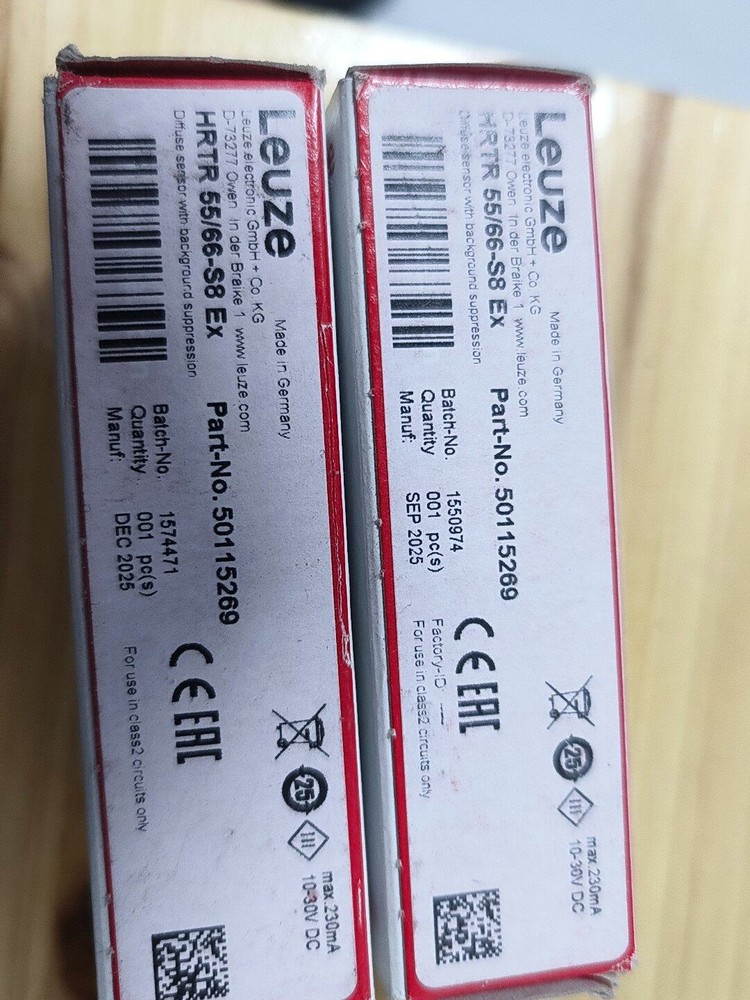 Leuze
Leuze electronic GmbH + Co. KG
D-73277 Owen In der Braike 1 www.leuze.com
Made in Germany
HRTR 55/66-S8 Ex
Part-No. 50115269
Diffuse sensor with background suppression
Batch-No. 1574471
Quantity 001 pc(s)
Manuf: DEC 2025
CE EAC
For use in class2 circuits only
25
III
max.230mA
10-30V DC
Leuze
Leuze electronic GmbH + Co. KG
D-73277 Owen In der Braike 1 www.leuze.com
Made in Germany
HRTR 55/66-S8 Ex
Part-No. 50115269
Diffuse sensor with background suppression
Batch-No. 1550974
Quantity 001 pc(s)
Manuf: SEP 2025
CE EAC
Factory-ID:
For use in class2 circuits only
25
III
max.230mA
10-30V DC